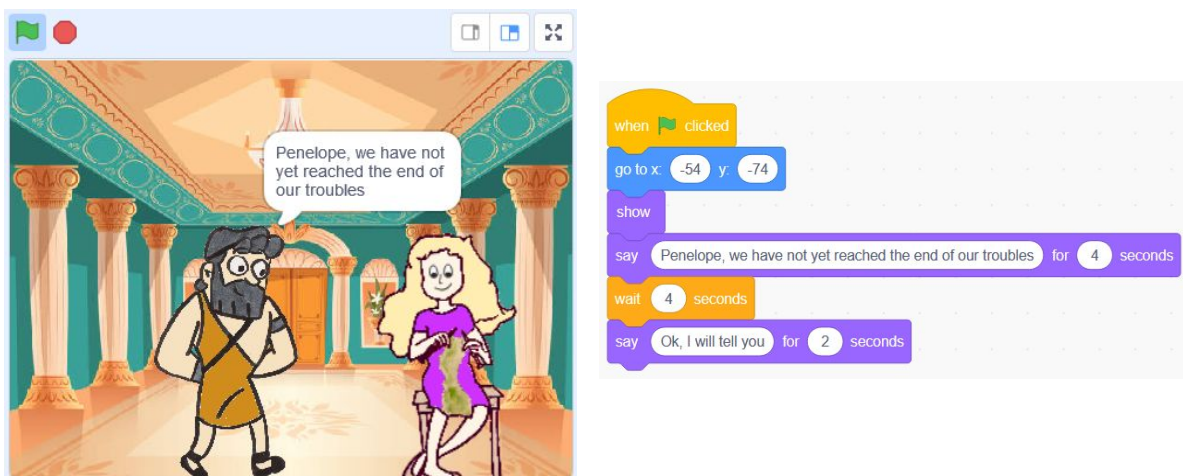 Penelope, we have not
yet reached the end of
our troubles
when clicked
go to x: -54 y: -74
show
say Penelope, we have not yet reached the end of our troubles for 4 seconds
wait 4 seconds
say Ok, I will tell you for 2 seconds